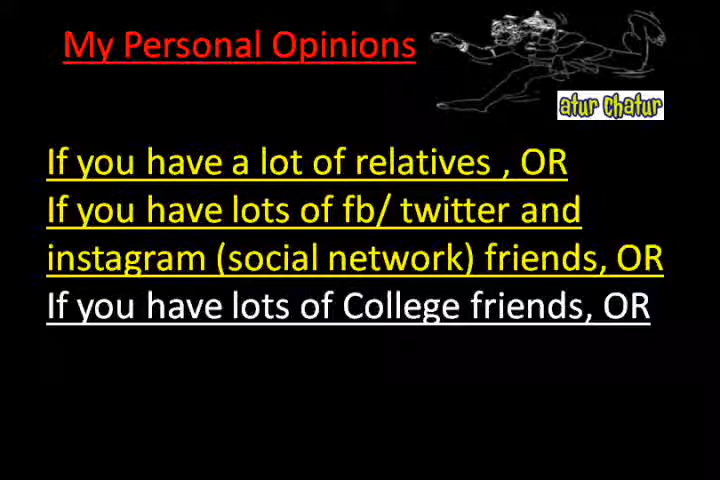 My Personal Opinions
atur chatur
If you have a lot of relatives , OR
If you have lots of fb/ twitter and
instagram (social network) friends, OR
If you have lots of College friends, OR